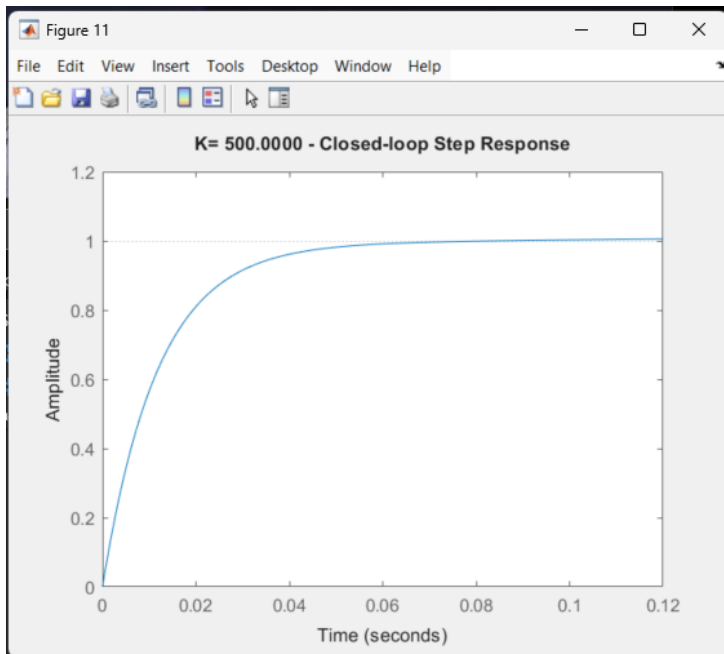 Figure 11
File Edit View Insert Tools Desktop Window Help
K= 500.0000 - Closed-loop Step Response
1.2
1
0.8
0.6
0.4
0.2
0
Amplitude
0 0.02 0.04 0.06 0.08 0.1 0.12
Time (seconds)